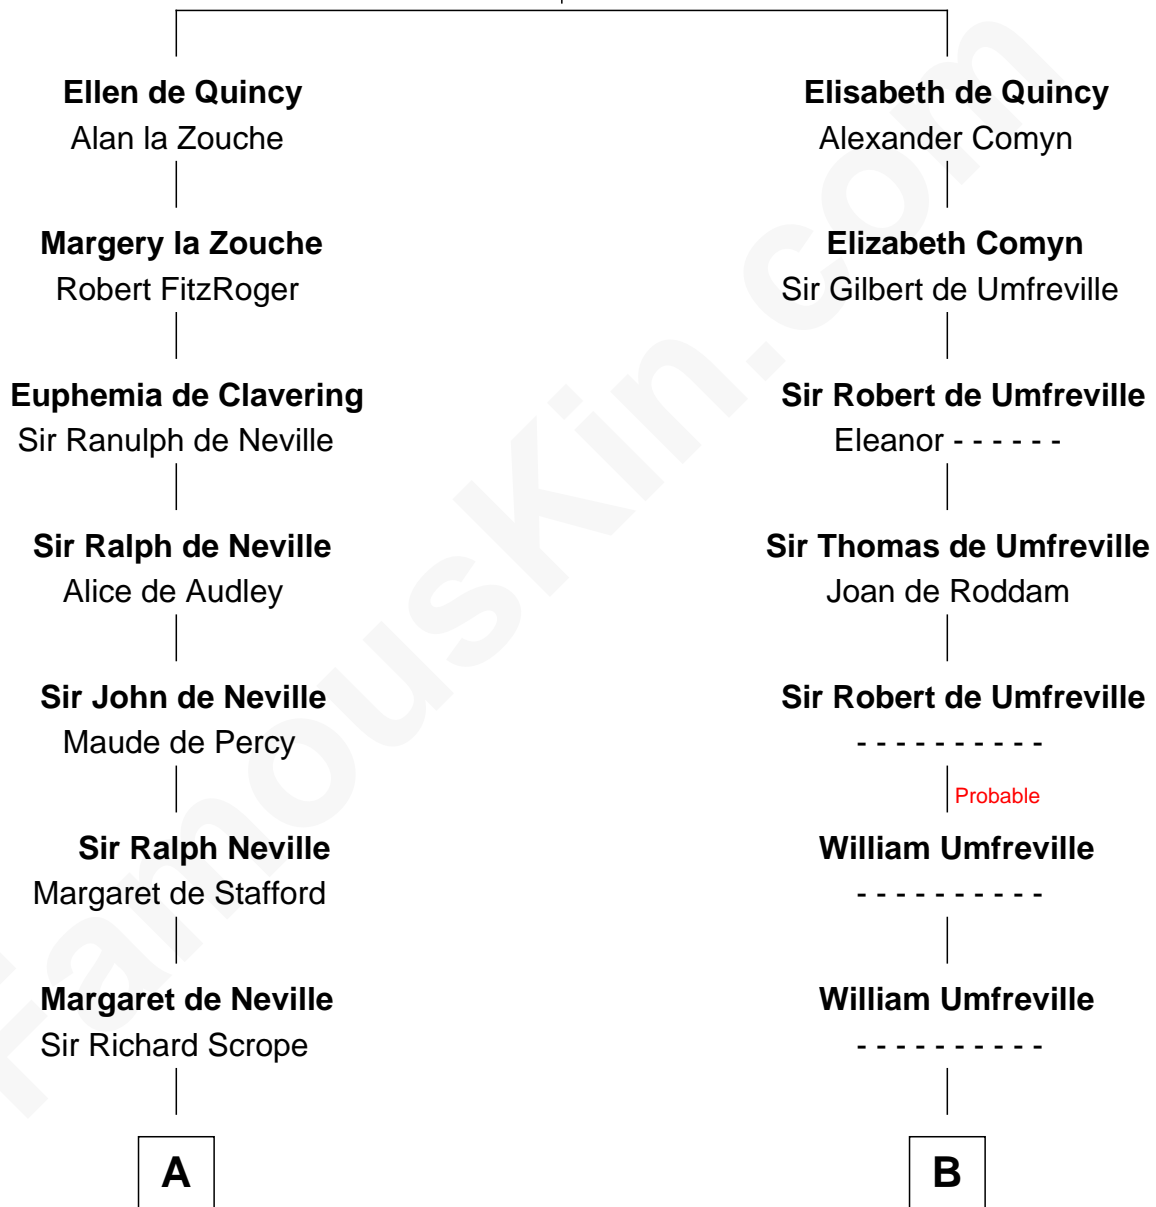 Ellen de Quincy
Alan la Zouche
Margery la Zouche
Robert FitzRoger
Euphemia de Clavering
Sir Ranulph de Neville
Sir Ralph de Neville
Alice de Audley
Sir John de Neville
Maude de Percy
Sir Ralph Neville
Margaret de Stafford
Margaret de Neville
Sir Richard Scrope
A
Elisabeth de Quincy
Alexander Comyn
Elizabeth Comyn
Sir Gilbert de Umfreville
Sir Robert de Umfreville
Eleanor - - - - - -
Sir Thomas de Umfreville
Joan de Roddam
Sir Robert de Umfreville
- - - - - - - - - -
Probable
William Umfreville
- - - - - - - - - -
William Umfreville
- - - - - - - - - -
B
FamousKin.com